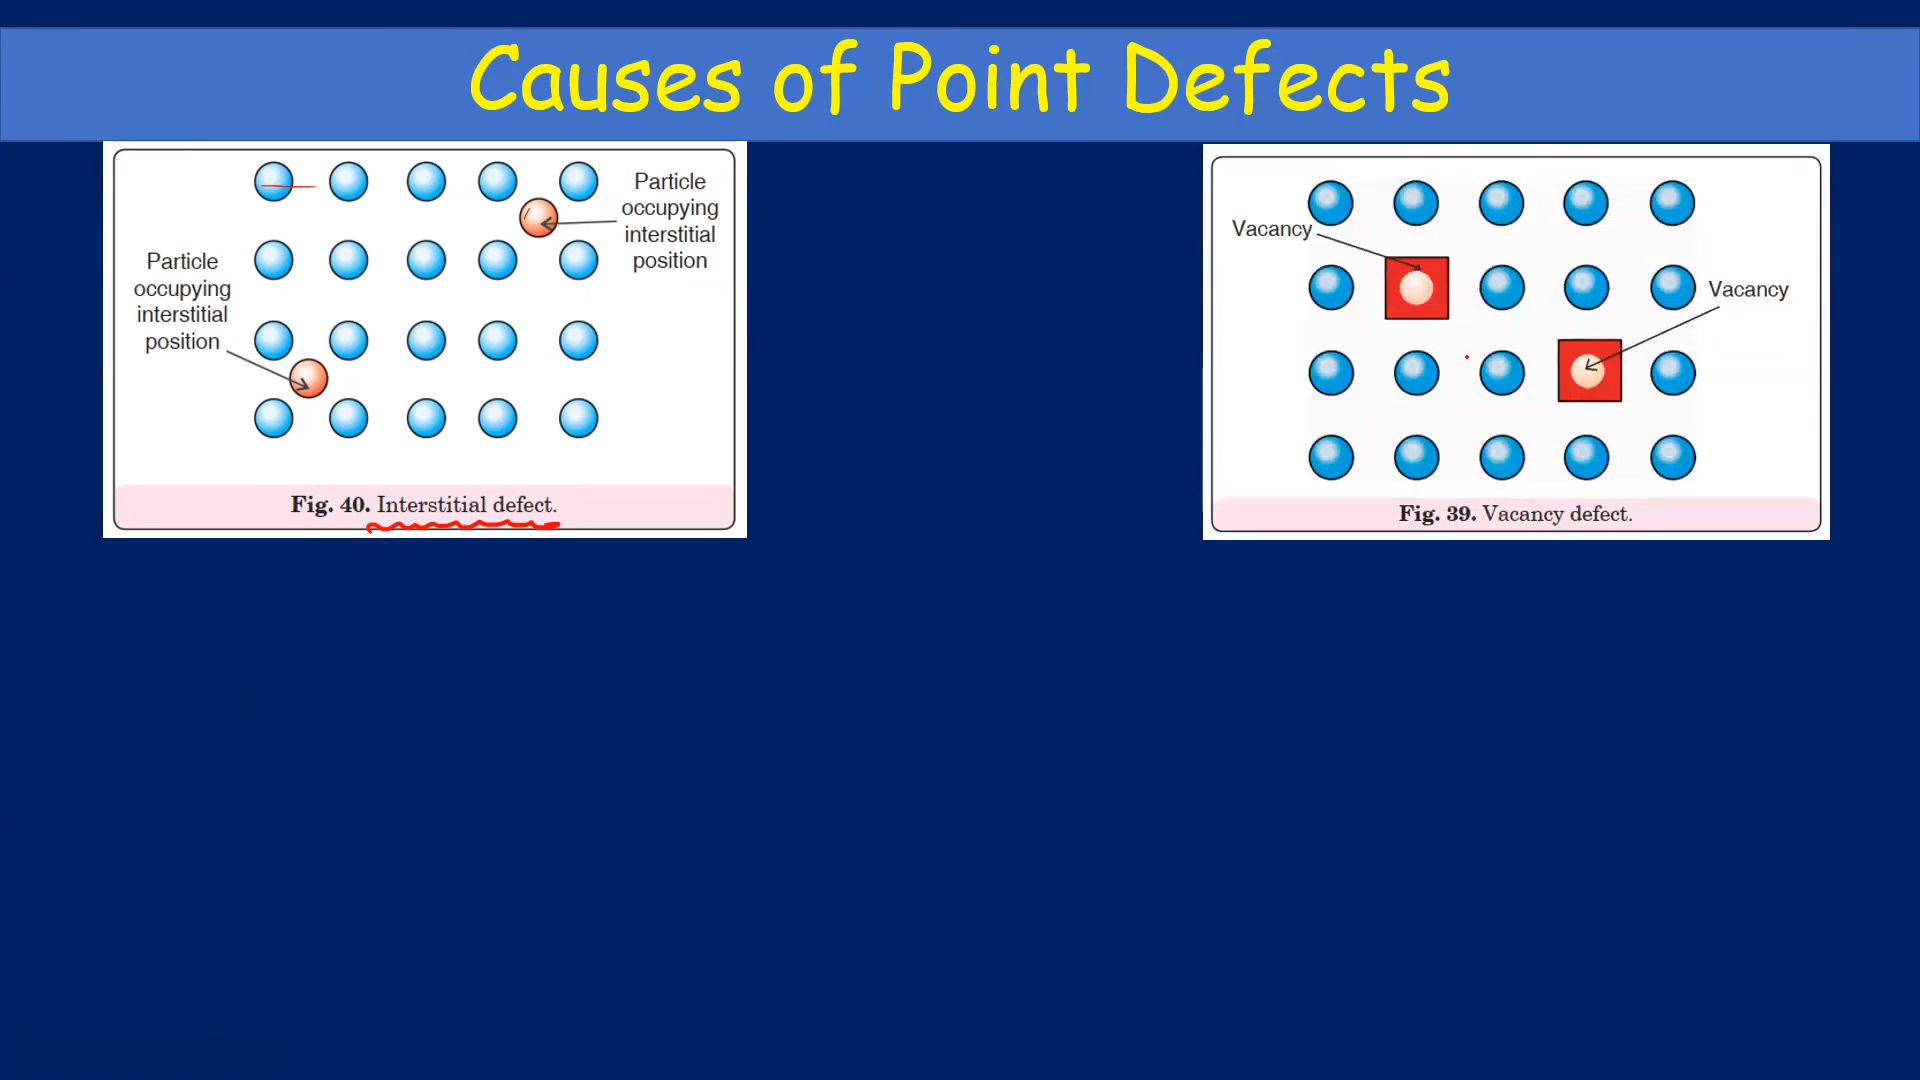 Causes of Point Defects
Particle
occupying
interstitial
position
Particle
occupying
interstitial
position
Fig. 40. Interstitial defect.
Vacancy
Vacancy
Fig. 39. Vacancy defect.